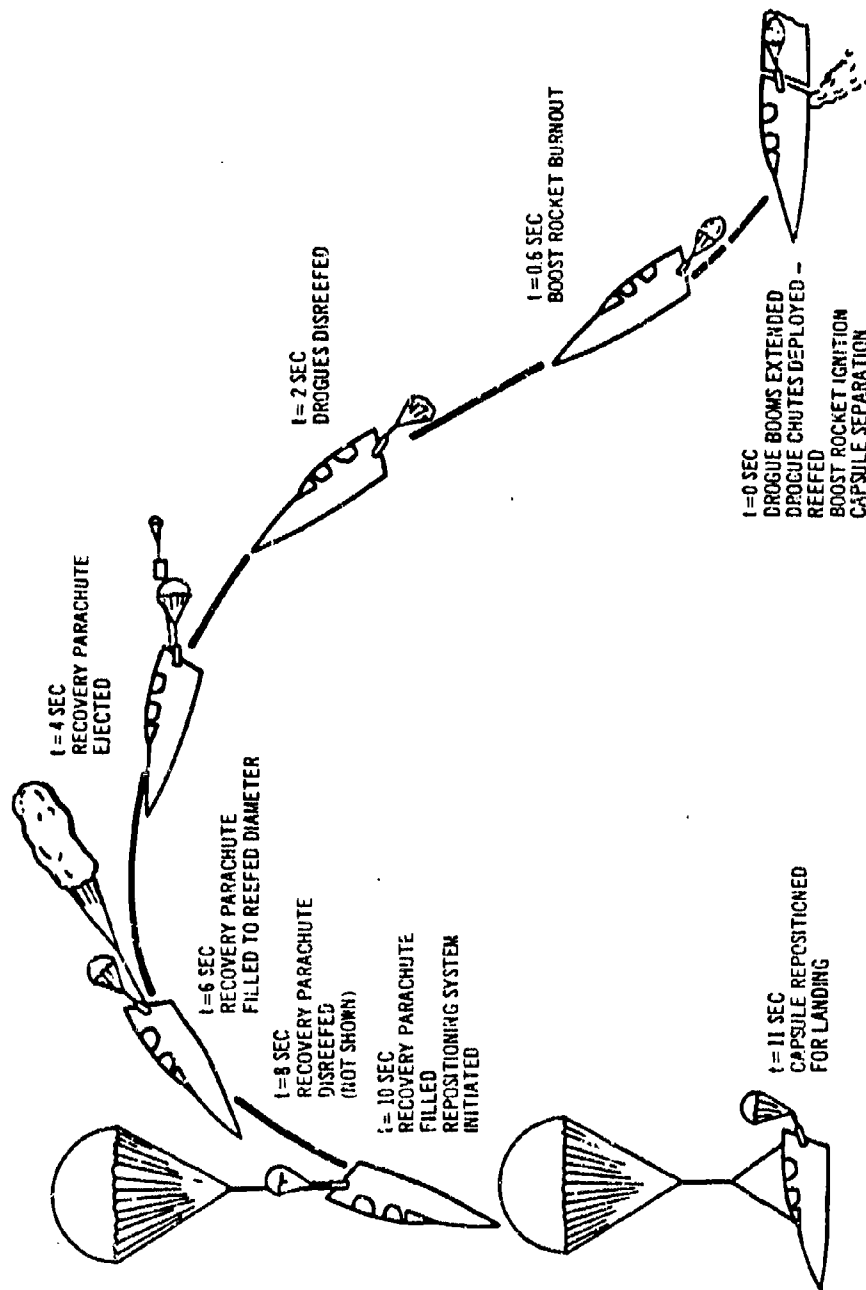 t=0 SEC
DROGUE BOOMS EXTENDED
DROGUE CHUTES DEPLOYED –
REEFED
BOOST ROCKET IGNITION
CAPSULE SEPARATION
t=0.6 SEC
BOOST ROCKET BURNOUT
t=2 SEC
DROGUES DISREEFED
t=4 SEC
RECOVERY PARACHUTE
EJECTED
t=6 SEC
RECOVERY PARACHUTE
FILLED TO REEFED DIAMETER
t=8 SEC
RECOVERY PARACHUTE
DISREEFED
(NOT SHOWN)
t=10 SEC
RECOVERY PARACHUTE
FILLED
REPOSITIONING SYSTEM
INITIATED
t=11 SEC
CAPSULE REPOSITIONED
FOR LANDING